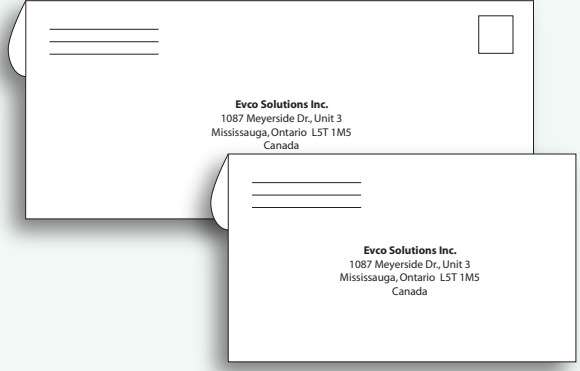 Evco Solutions Inc.
1087 Meyerside Dr., Unit 3
Mississauga, Ontario  L5T 1M5
Canada
Evco Solutions Inc.
1087 Meyerside Dr., Unit 3
Mississauga, Ontario  L5T 1M5
Canada